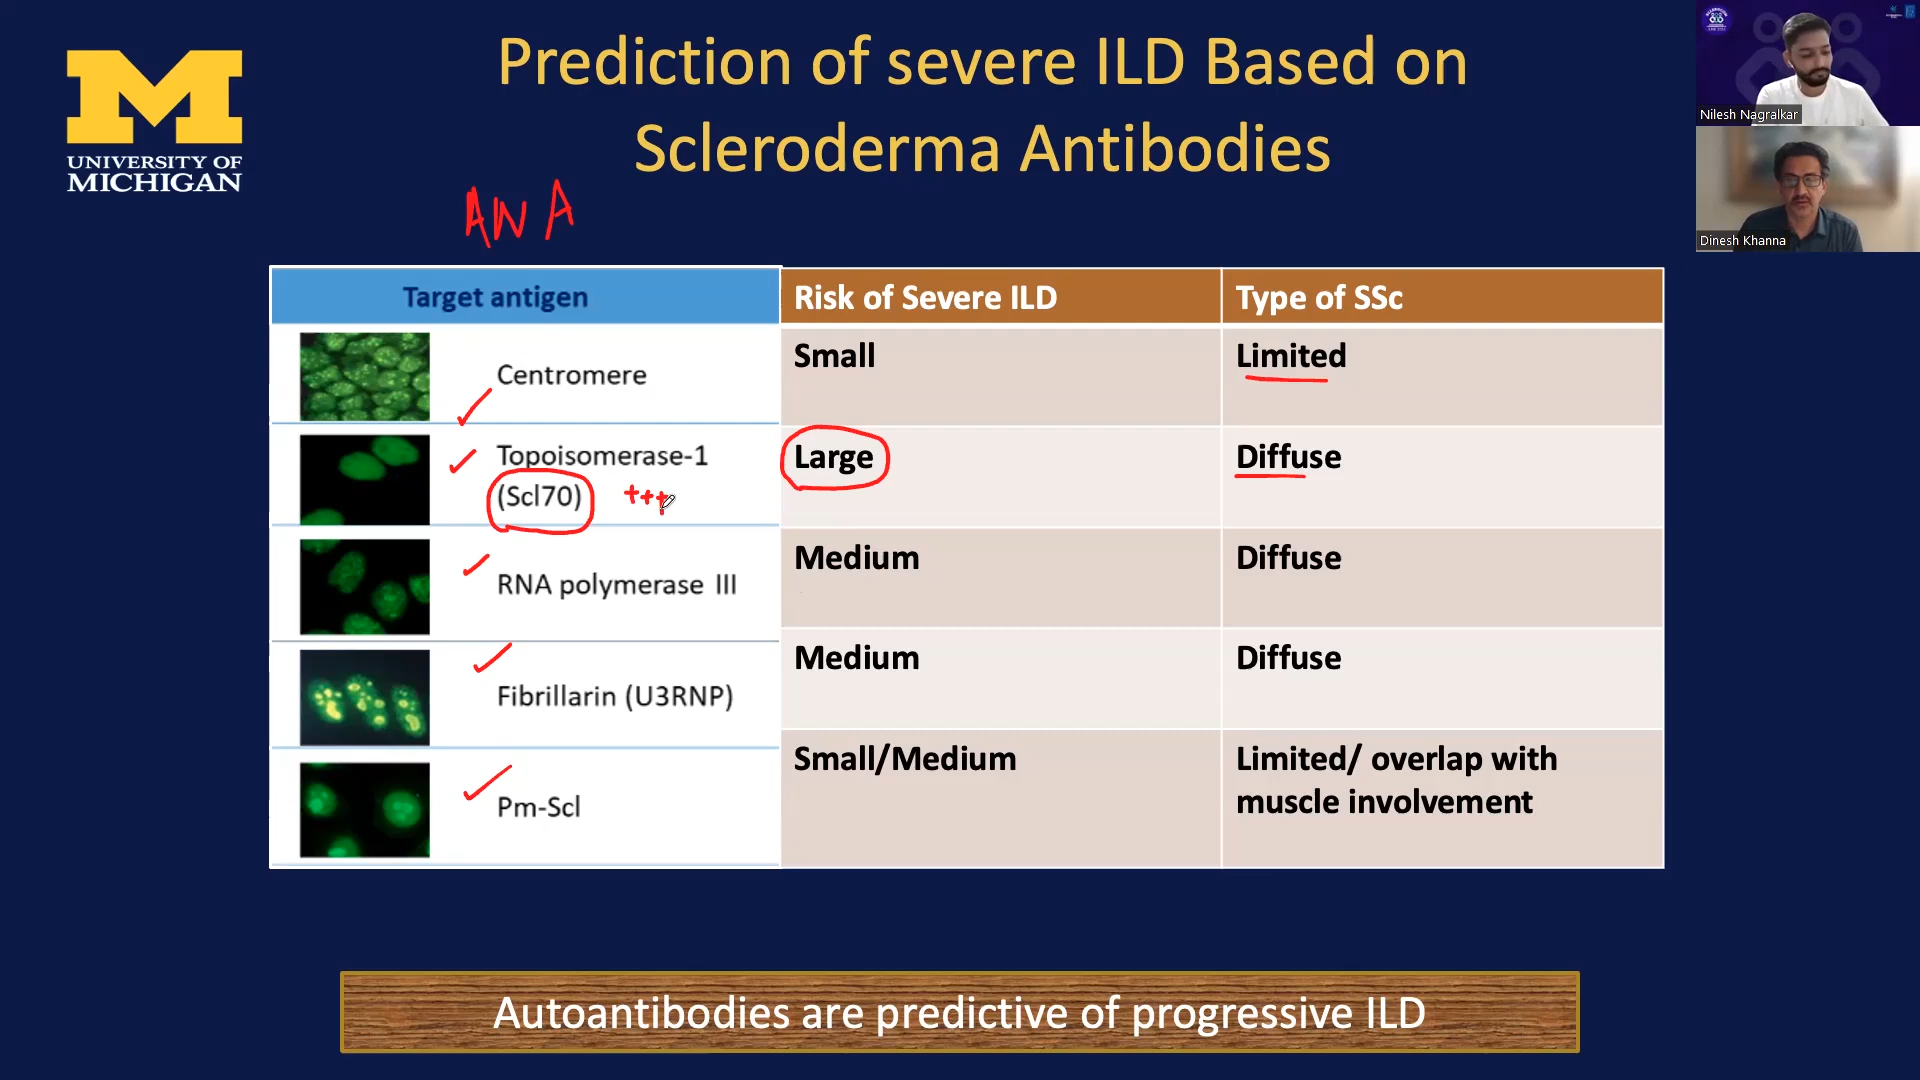 Prediction of severe ILD Based on
Scleroderma Antibodies
M
UNIVERSITY OF
MICHIGAN
Nilesh Nagralkar
Dinesh Khanna
ANA
Target antigen Risk of Severe ILD Type of SSc
Centromere Small Limited
Topoisomerase-1 Large Diffuse
(Scl70) +++
RNA polymerase III Medium Diffuse
Fibrillarin (U3RNP) Medium Diffuse
Pm-Scl Small/Medium Limited/ overlap with
muscle involvement
Autoantibodies are predictive of progressive ILD